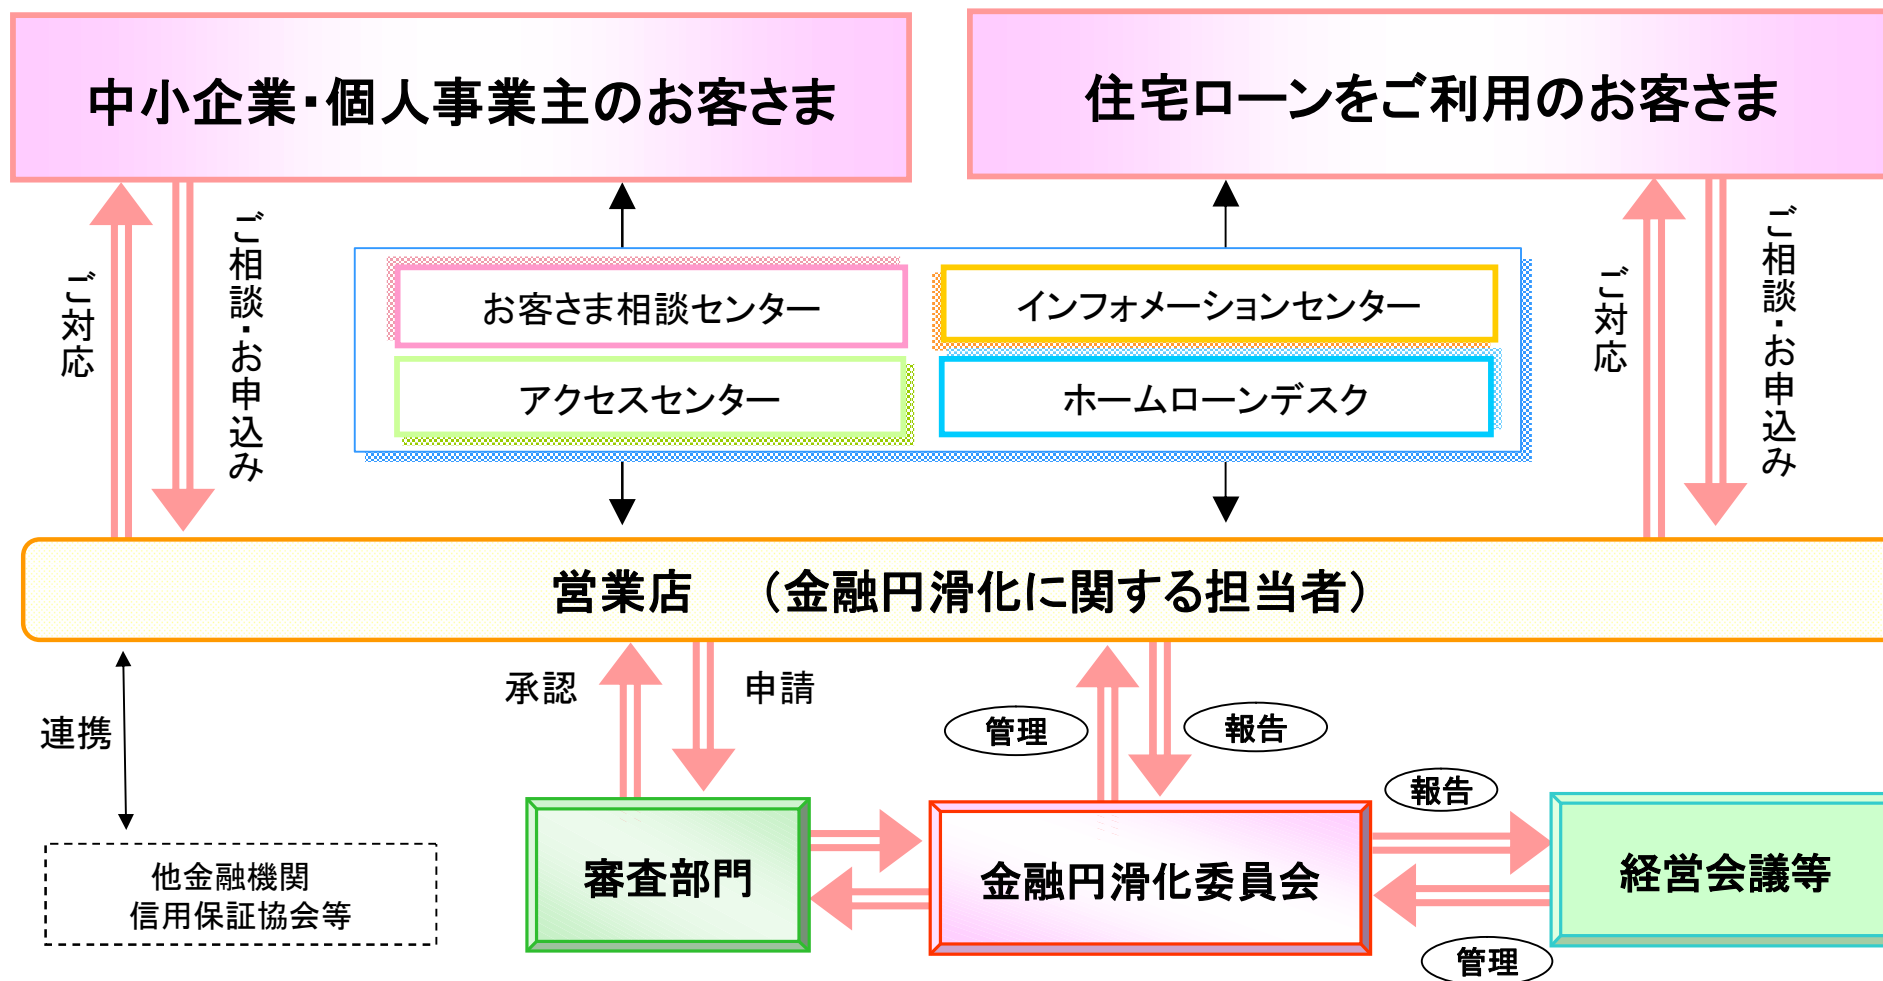 中小企業・個人事業主のお客さま
住宅ローンをご利用のお客さま
ご対応
ご相談・お申込み
お客さま相談センター
インフォメーションセンター
アクセスセンター
ホームローンデスク
ご対応
ご相談・お申込み
営業店　（金融円滑化に関する担当者）
連携
承認
申請
管理
報告
報告
他金融機関
信用保証協会等
審査部門
金融円滑化委員会
経営会議等
管理